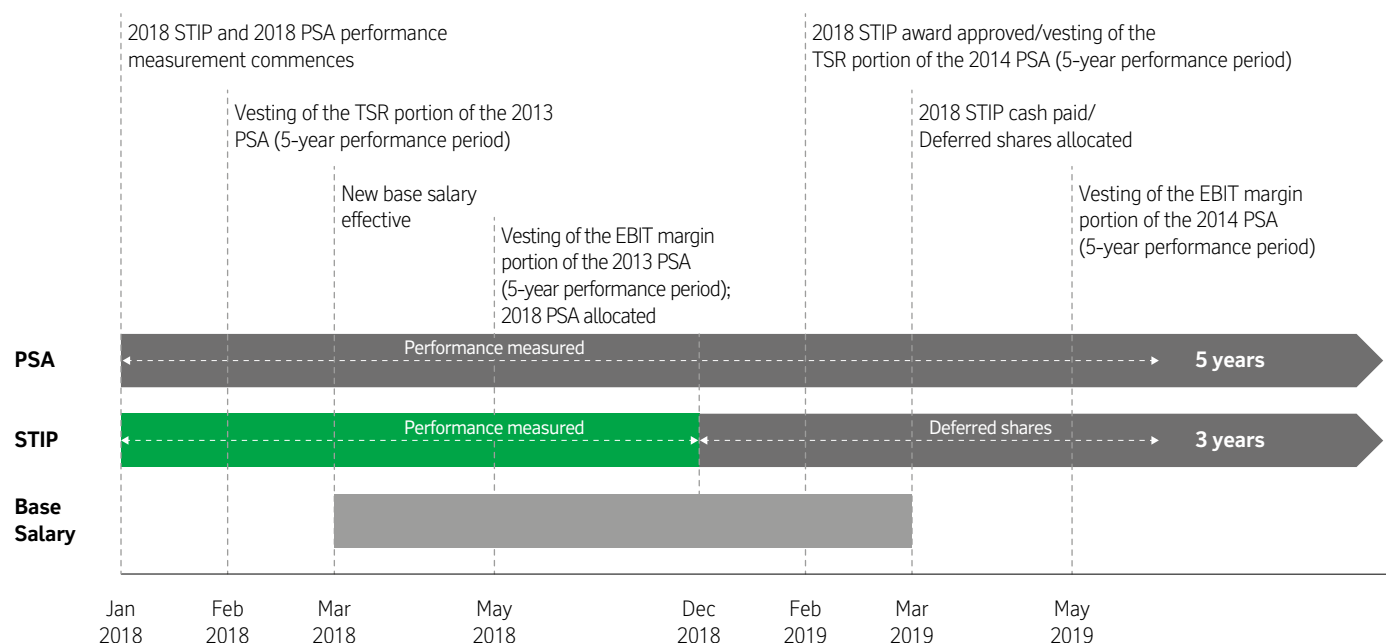 2018 STIP and 2018 PSA performance
measurement commences
2018 STIP award approved/vesting of the
TSR portion of the 2014 PSA (5-year performance period)
Vesting of the TSR portion of the 2013
PSA (5-year performance period)
2018 STIP cash paid/
Deferred shares allocated
New base salary
effective
Vesting of the EBIT margin
portion of the 2014 PSA
(5-year performance period)
Vesting of the EBIT margin
portion of the 2013 PSA
(5-year performance period);
2018 PSA allocated
PSA
Performance measured
5 years
STIP
Performance measured
Deferred shares
3 years
Base
Salary
Jan
2018
Feb
2018
Mar
2018
May
2018
Dec
2018
Feb
2019
Mar
2019
May
2019